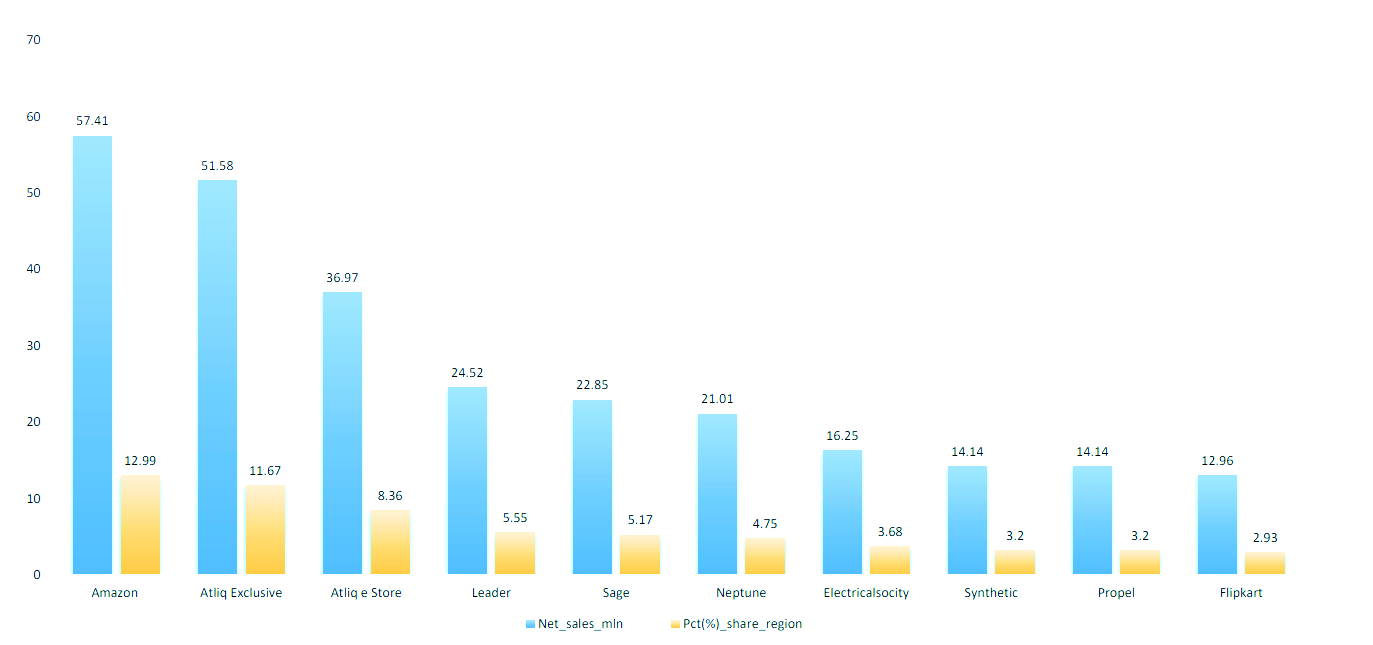 70
60
50
40
30
20
10
0
57.41
12.99
51.58
11.67
36.97
8.36
24.52
5.55
22.85
5.17
21.01
4.75
16.25
3.68
14.14
3.2
14.14
3.2
12.96
2.93
Amazon
Atliq Exclusive
Atliq e Store
Leader
Sage
Neptune
Electricalsocity
Synthetic
Propel
Flipkart
Net_sales_mln
Pct(%)_share_region